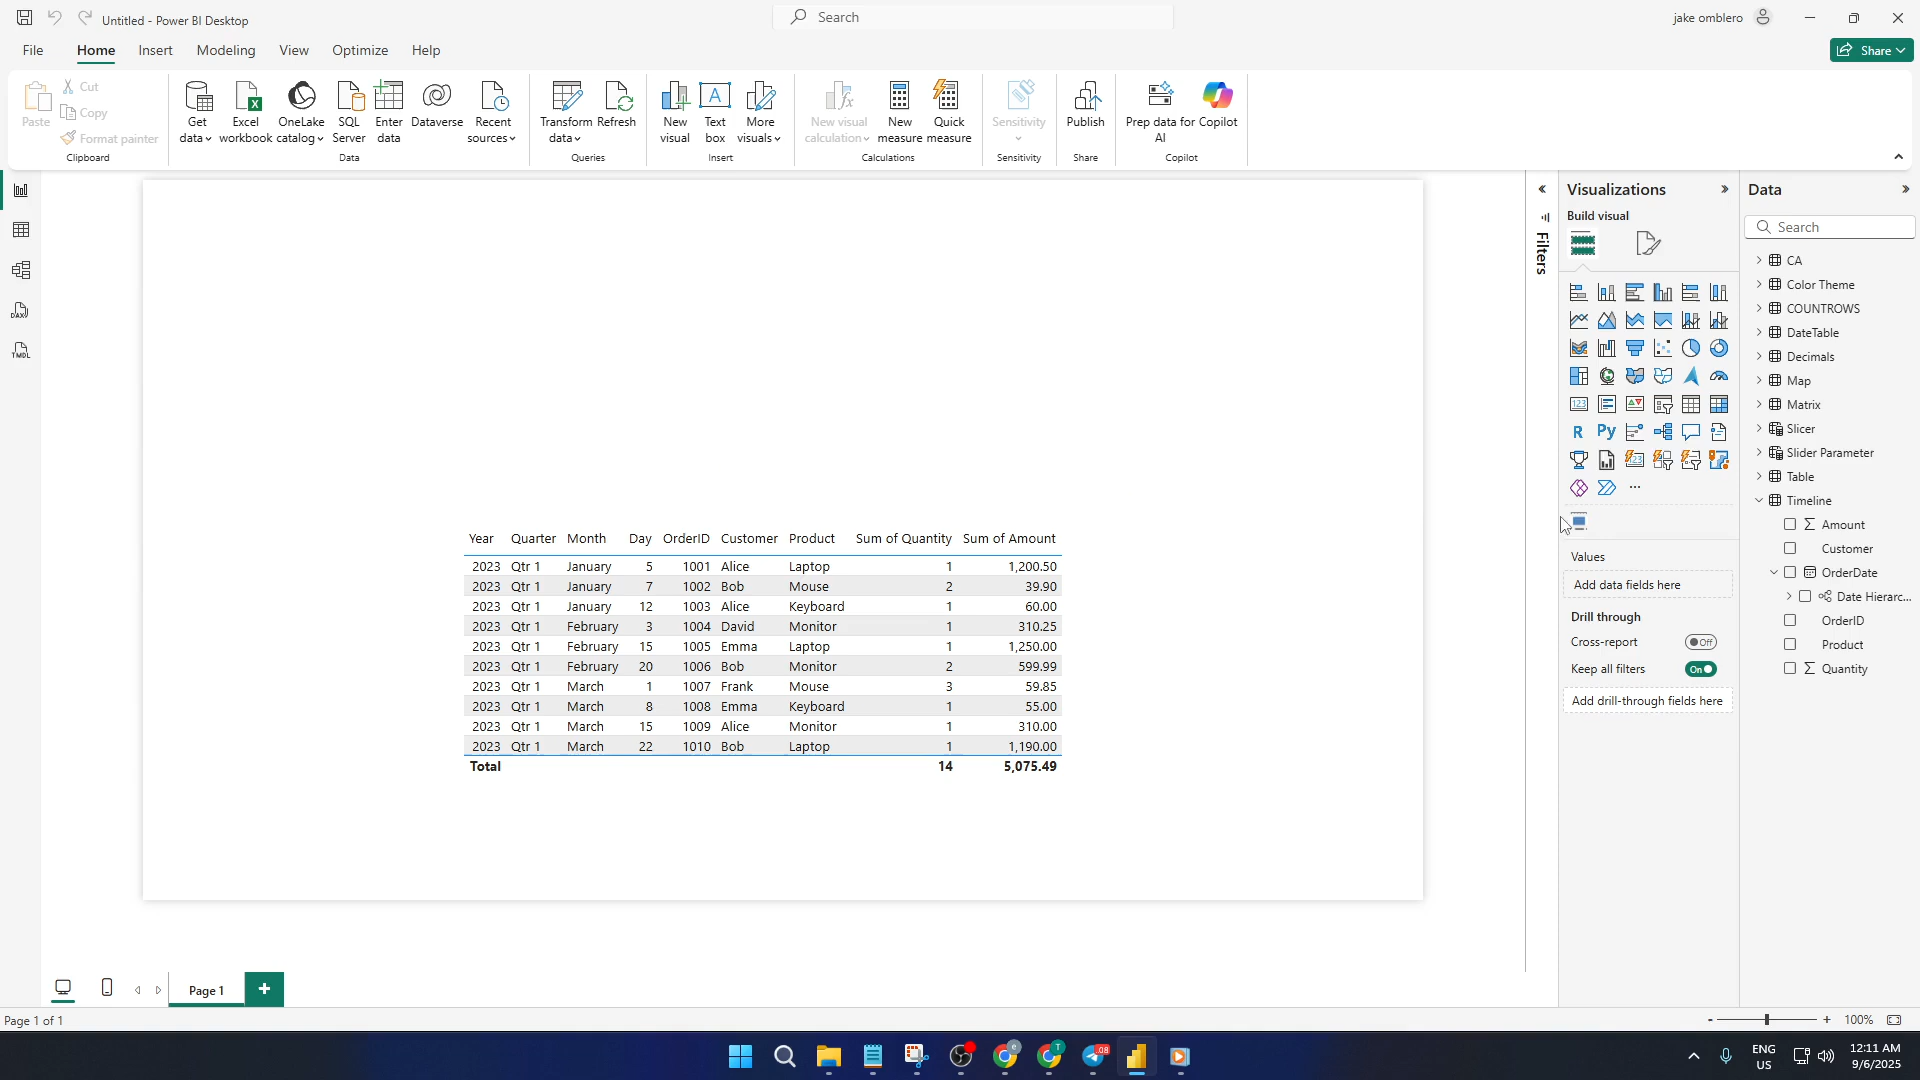 Untitled - Power BI Desktop
Search
jake omblero
File Home Insert Modeling View Optimize Help
Share
Paste
Cut
Copy
Format painter
Clipboard
Get data
Excel workbook
OneLake catalog
SQL Server
Enter data
Dataverse
Recent sources
Data
Transform data
Refresh
Queries
New visual
A
Text box
More visuals
Insert
New visual calculation
New measure
Quick measure
Calculations
Sensitivity
Sensitivity
Publish
Share
Prep data for AI
Copilot
Copilot
DAX
TMDL
Year Quarter Month Day OrderID Customer Product Sum of Quantity Sum of Amount
2023 Qtr 1 January 5 1001 Alice Laptop 1 1,200.50
2023 Qtr 1 January 7 1002 Bob Mouse 2 39.90
2023 Qtr 1 January 12 1003 Alice Keyboard 1 60.00
2023 Qtr 1 February 3 1004 David Monitor 1 310.25
2023 Qtr 1 February 15 1005 Emma Laptop 1 1,250.00
2023 Qtr 1 February 20 1006 Bob Monitor 2 599.99
2023 Qtr 1 March 1 1007 Frank Mouse 3 59.85
2023 Qtr 1 March 8 1008 Emma Keyboard 1 55.00
2023 Qtr 1 March 15 1009 Alice Monitor 1 310.00
2023 Qtr 1 March 22 1010 Bob Laptop 1 1,190.00
Total 14 5,075.49
Filters
Visualizations
Build visual
123
R Py
123
Values
Add data fields here
Drill through
Cross-report Off
Keep all filters On
Add drill-through fields here
Data
Search
CA
Color Theme
COUNTROWS
DateTable
Decimals
Map
Matrix
Slicer
Slider Parameter
Table
Timeline
Σ Amount
Customer
OrderDate
Date Hierarc...
OrderID
Product
Σ Quantity
Page 1
+
Page 1 of 1
- + 100%
e
T
.08
ENG
US
12:11 AM
9/6/2025